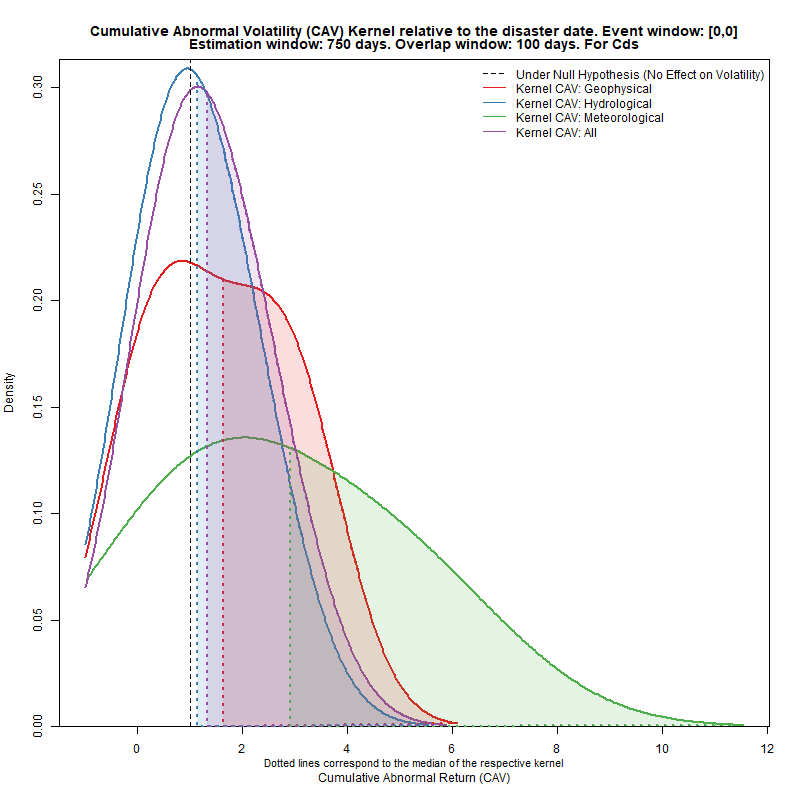 Cumulative Abnormal Volatility (CAV) Kernel relative to the disaster date. Event window: [0,0]
Estimation window: 750 days. Overlap window: 100 days. For Cds
Under Null Hypothesis (No Effect on Volatility)
Kernel CAV: Geophysical
Kernel CAV: Hydrological
Kernel CAV: Meteorological
Kernel CAV: All
Density
0.30
0.25
0.20
0.15
0.10
0.05
0.00
0 2 4 6 8 10 12
Dotted lines correspond to the median of the respective kernel
Cumulative Abnormal Return (CAV)